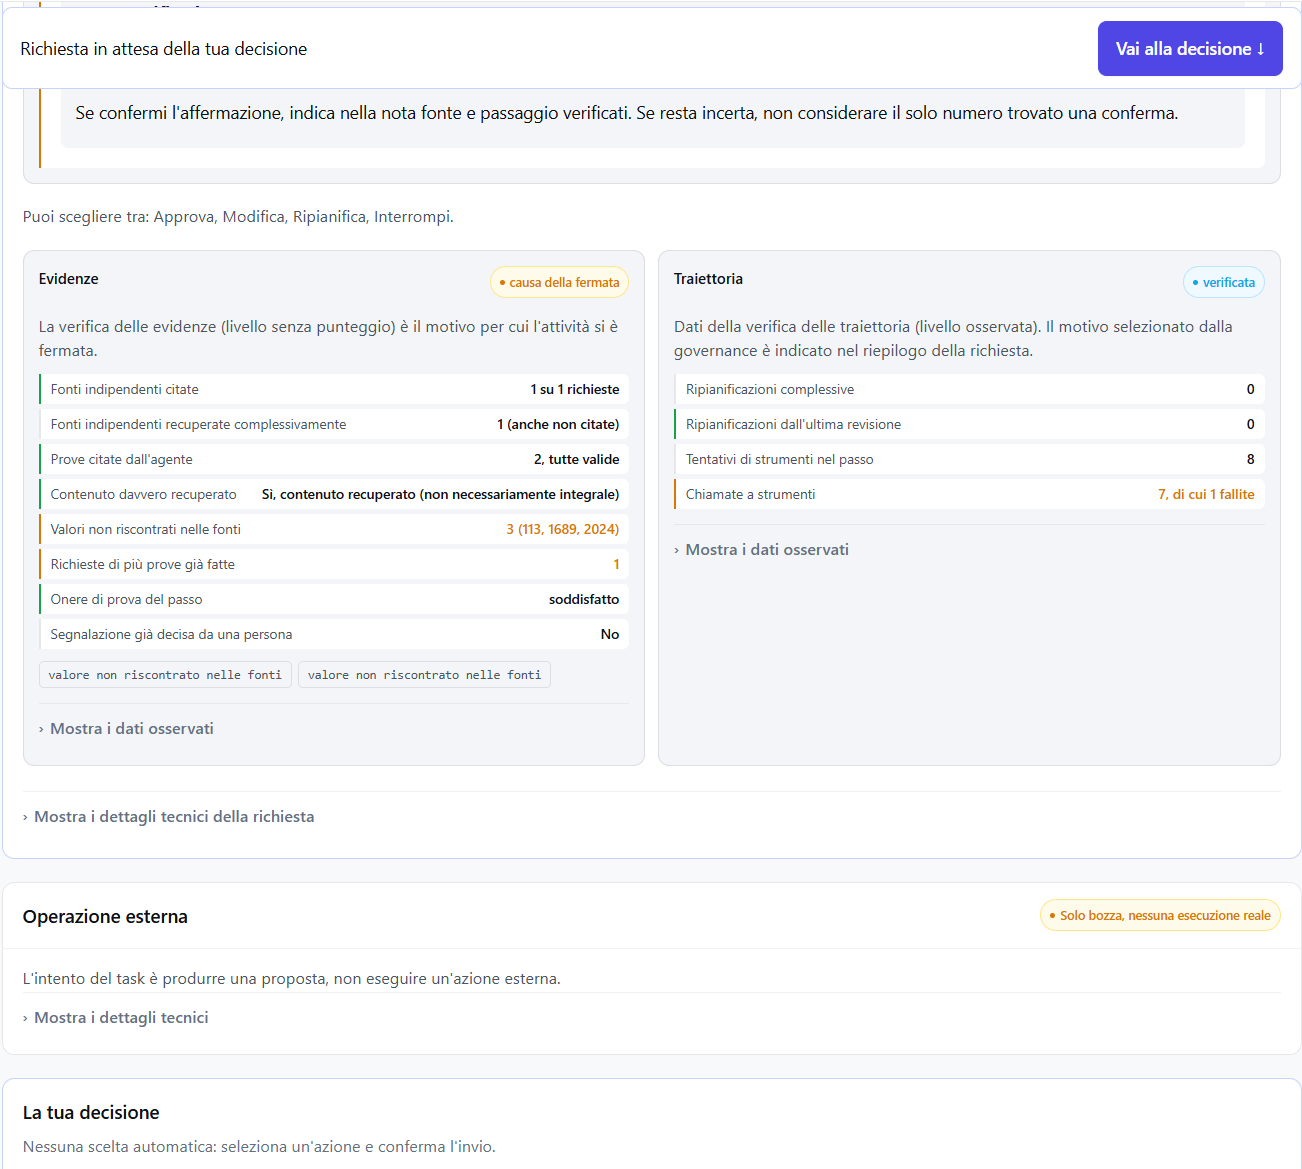 Richiesta in attesa della tua decisione
Vai alla decisione ↓
Se confermi l'affermazione, indica nella nota fonte e passaggio verificati. Se resta incerta, non considerare il solo numero trovato una conferma.
Puoi scegliere tra: Approva, Modifica, Ripianifica, Interrompi.
Evidenze
• causa della fermata
La verifica delle evidenze (livello senza punteggio) è il motivo per cui l'attività si è
fermata.
Fonti indipendenti citate 1 su 1 richieste
Fonti indipendenti recuperate complessivamente 1 (anche non citate)
Prove citate dall'agente 2, tutte valide
Contenuto davvero recuperato Sì, contenuto recuperato (non necessariamente integrale)
Valori non riscontrati nelle fonti 3 (113, 1689, 2024)
Richieste di più prove già fatte 1
Onere di prova del passo soddisfatto
Segnalazione già decisa da una persona No
valore non riscontrato nelle fonti valore non riscontrato nelle fonti
› Mostra i dati osservati
Traiettoria
• verificata
Dati della verifica delle traiettoria (livello osservata). Il motivo selezionato dalla
governance è indicato nel riepilogo della richiesta.
Ripianificazioni complessive 0
Ripianificazioni dall'ultima revisione 0
Tentativi di strumenti nel passo 8
Chiamate a strumenti 7, di cui 1 fallite
› Mostra i dati osservati
› Mostra i dettagli tecnici della richiesta
Operazione esterna
• Solo bozza, nessuna esecuzione reale
L'intento del task è produrre una proposta, non eseguire un'azione esterna.
› Mostra i dettagli tecnici
La tua decisione
Nessuna scelta automatica: seleziona un'azione e conferma l'invio.